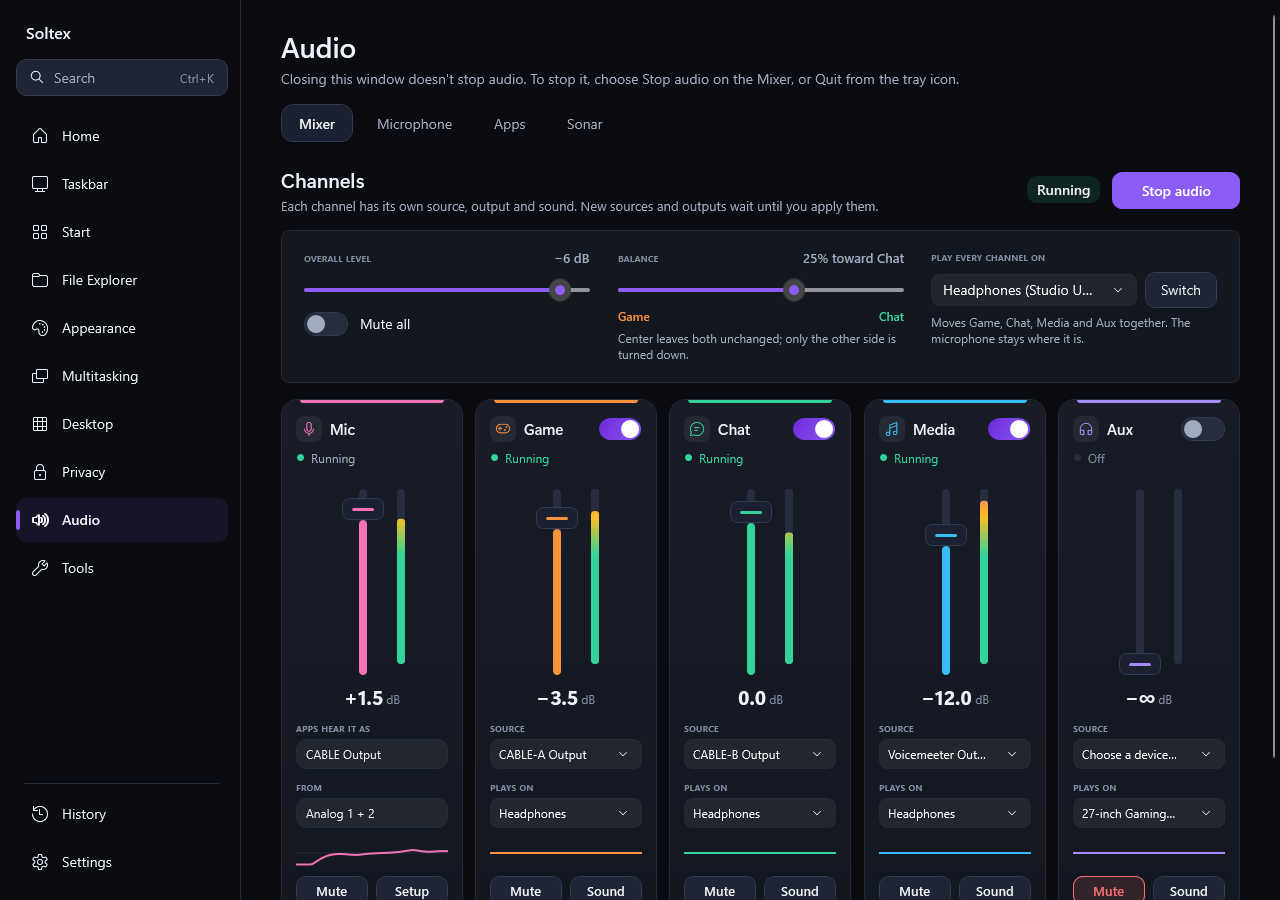 Soltex
Search Ctrl+K
Home
Taskbar
Start
File Explorer
Appearance
Multitasking
Desktop
Privacy
Audio
Tools
History
Settings
Audio
Closing this window doesn't stop audio. To stop it, choose Stop audio on the Mixer, or Quit from the tray icon.
Mixer Microphone Apps Sonar
Channels
Each channel has its own source, output and sound. New sources and outputs wait until you apply them.
Running Stop audio
OVERALL LEVEL −6 dB
Mute all
BALANCE 25% toward Chat
Game Chat
Center leaves both unchanged; only the other side is
turned down.
PLAY EVERY CHANNEL ON
Headphones (Studio U... Switch
Moves Game, Chat, Media and Aux together. The
microphone stays where it is.
Mic
Running
+1.5 dB
APPS HEAR IT AS
CABLE Output
FROM
Analog 1 + 2
Mute Setup
Game
Running
−3.5 dB
SOURCE
CABLE-A Output
PLAYS ON
Headphones
Mute Sound
Chat
Running
0.0 dB
SOURCE
CABLE-B Output
PLAYS ON
Headphones
Mute Sound
Media
Running
−12.0 dB
SOURCE
Voicemeeter Out...
PLAYS ON
Headphones
Mute Sound
Aux
Off
−∞ dB
SOURCE
Choose a device...
PLAYS ON
27-inch Gaming...
Mute Sound